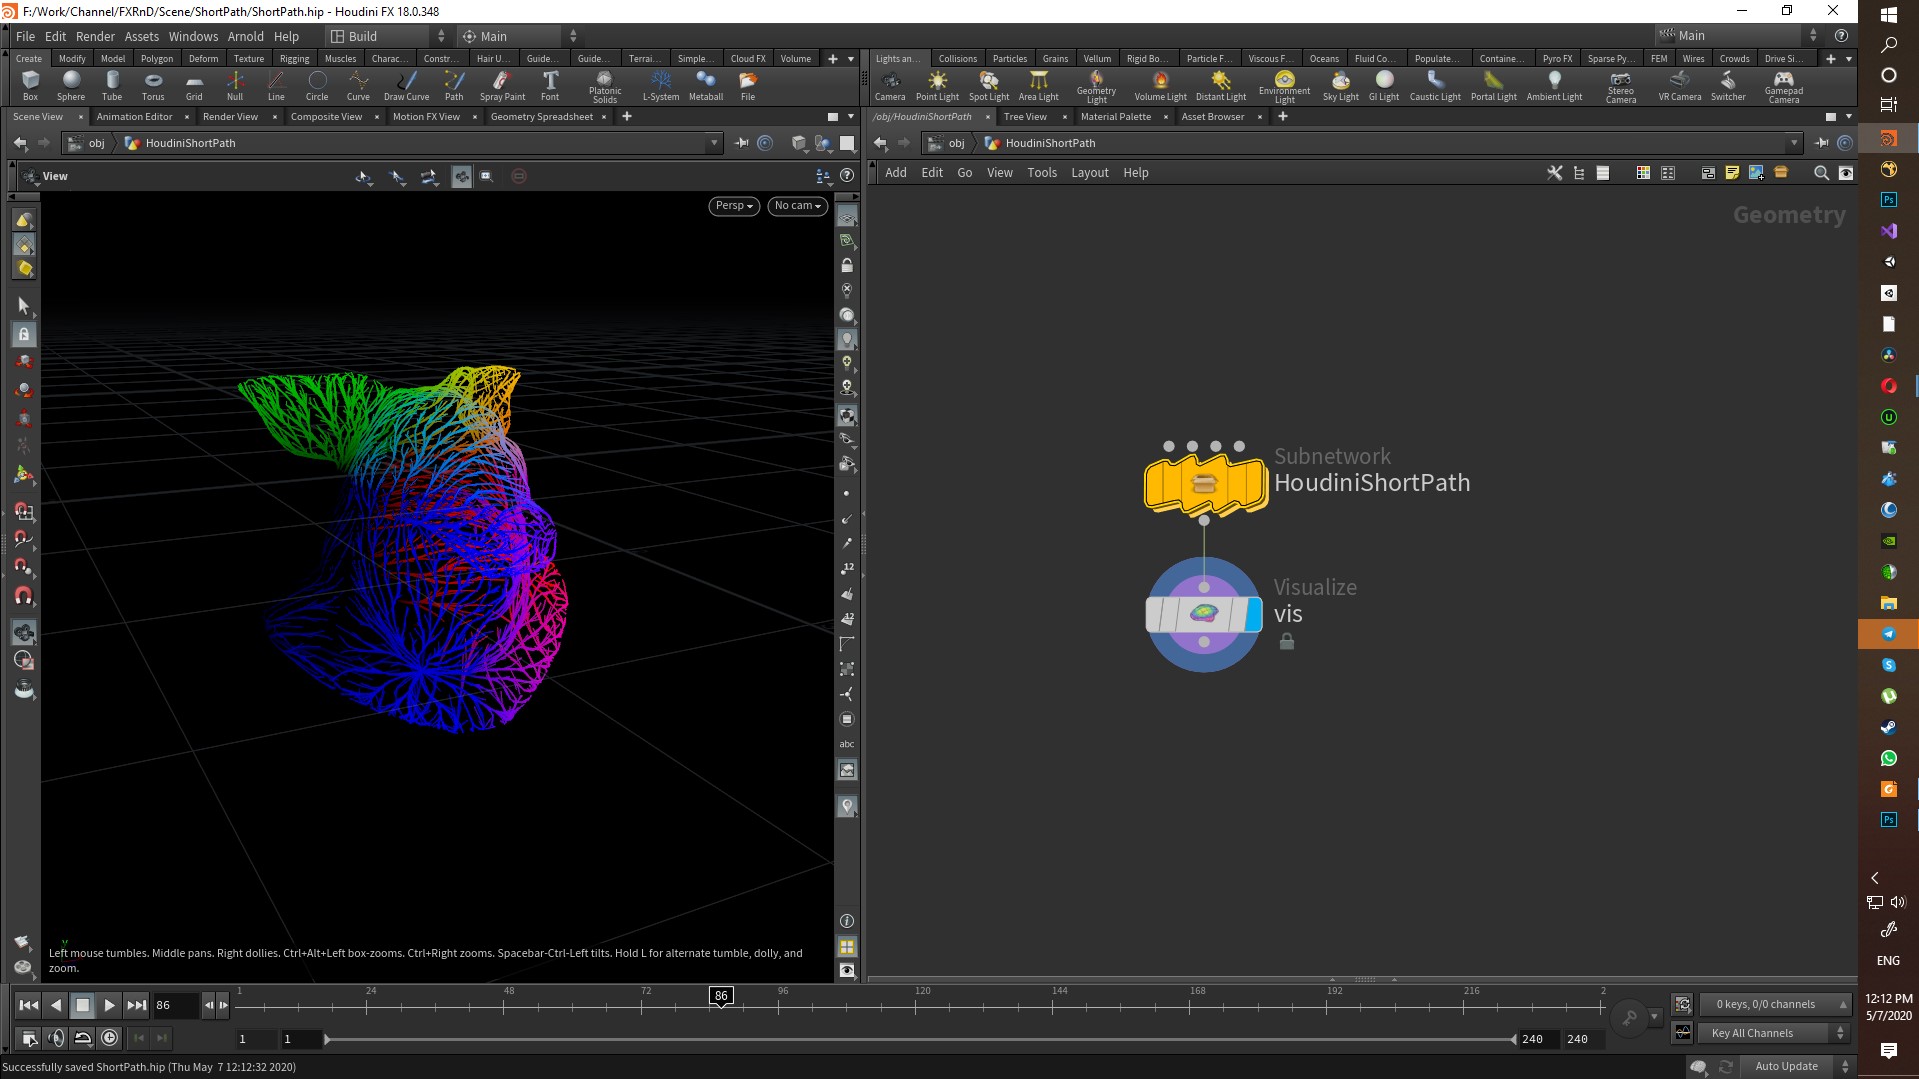 F:/Work/Channel/FXRnD/Scene/ShortPath/ShortPath.hip - Houdini FX 18.0.348
File Edit Render Assets Windows Arnold Help Build Main Main
Create Modify Model Polygon Deform Texture Rigging Muscles Charac... Constr... Hair U... Guide... Guide... Terrai... Simple... Cloud FX Volume
Lights an... Collisions Particles Grains Vellum Rigid Bo... Particle F... Viscous F... Oceans Fluid Co... Populate... Containe... Pyro FX Sparse Py... FEM Wires Crowds Drive Si...
Box Sphere Tube Torus Grid Null Line Circle Curve Draw Curve Path Spray Paint Font Platonic Solids L-System Metaball File
Camera Point Light Spot Light Area Light Geometry Light Volume Light Distant Light Environment Light Sky Light GI Light Caustic Light Portal Light Ambient Light Stereo Camera VR Camera Switcher Gamepad Camera
Scene View Animation Editor Render View Composite View Motion FX View Geometry Spreadsheet
/obj/HoudiniShortPath Tree View Material Palette Asset Browser
obj HoudiniShortPath
obj HoudiniShortPath
View
Add Edit Go View Tools Layout Help
Persp No cam
Geometry
Subnetwork
HoudiniShortPath
Visualize
vis
12
12
abc
Left mouse tumbles. Middle pans. Right dollies. Ctrl+Alt+Left box-zooms. Ctrl+Right zooms. Spacebar-Ctrl-Left tilts. Hold L for alternate tumble, dolly, and
zoom.
y
86
1 24 48 72 86 96 120 144 168 192 216 2
0 keys, 0/0 channels
1 1 240 240
Key All Channels
Successfully saved ShortPath.hip (Thu May  7 12:12:32 2020)
Auto Update
Ps
U
Ps
ENG
12:12 PM
5/7/2020